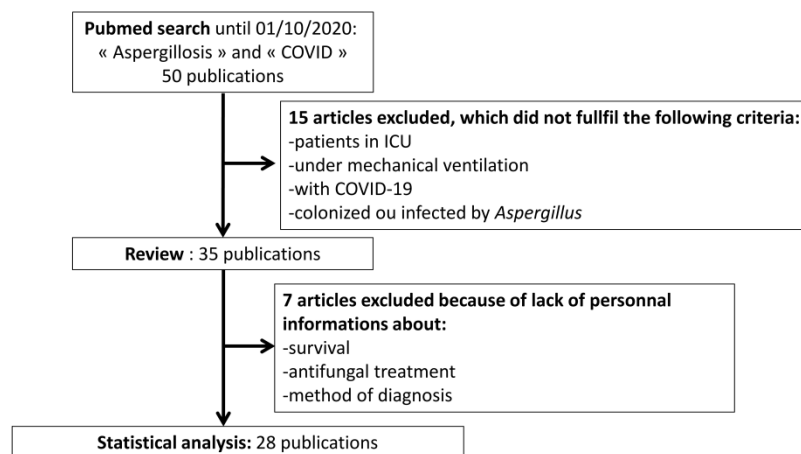 Pubmed search until 01/10/2020:
« Aspergillosis » and « COVID »
50 publications
15 articles excluded, which did not fullfil the following criteria:
-patients in ICU
-under mechanical ventilation
-with COVID-19
-colonized ou infected by Aspergillus
Review : 35 publications
7 articles excluded because of lack of personnal
informations about:
-survival
-antifungal treatment
-method of diagnosis
Statistical analysis: 28 publications